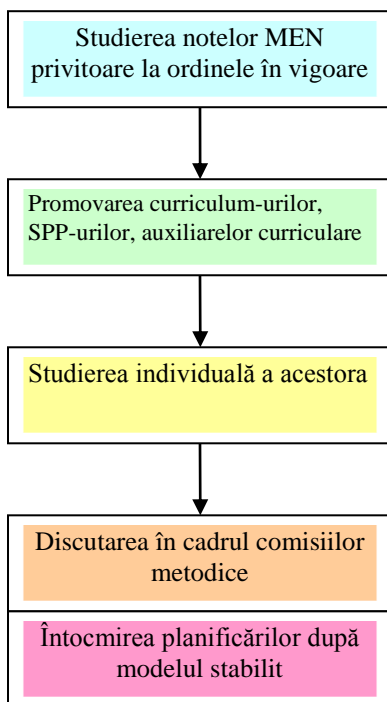 Studierea notelor MEN
privitoare la ordinele în vigoare
Promovarea curriculum-urilor,
SPP-urilor, auxiliarelor curriculare
Studierea individuală a acestora
Discutarea în cadrul comisiilor
metodice
Întocmirea planificărilor după
modelul stabilit